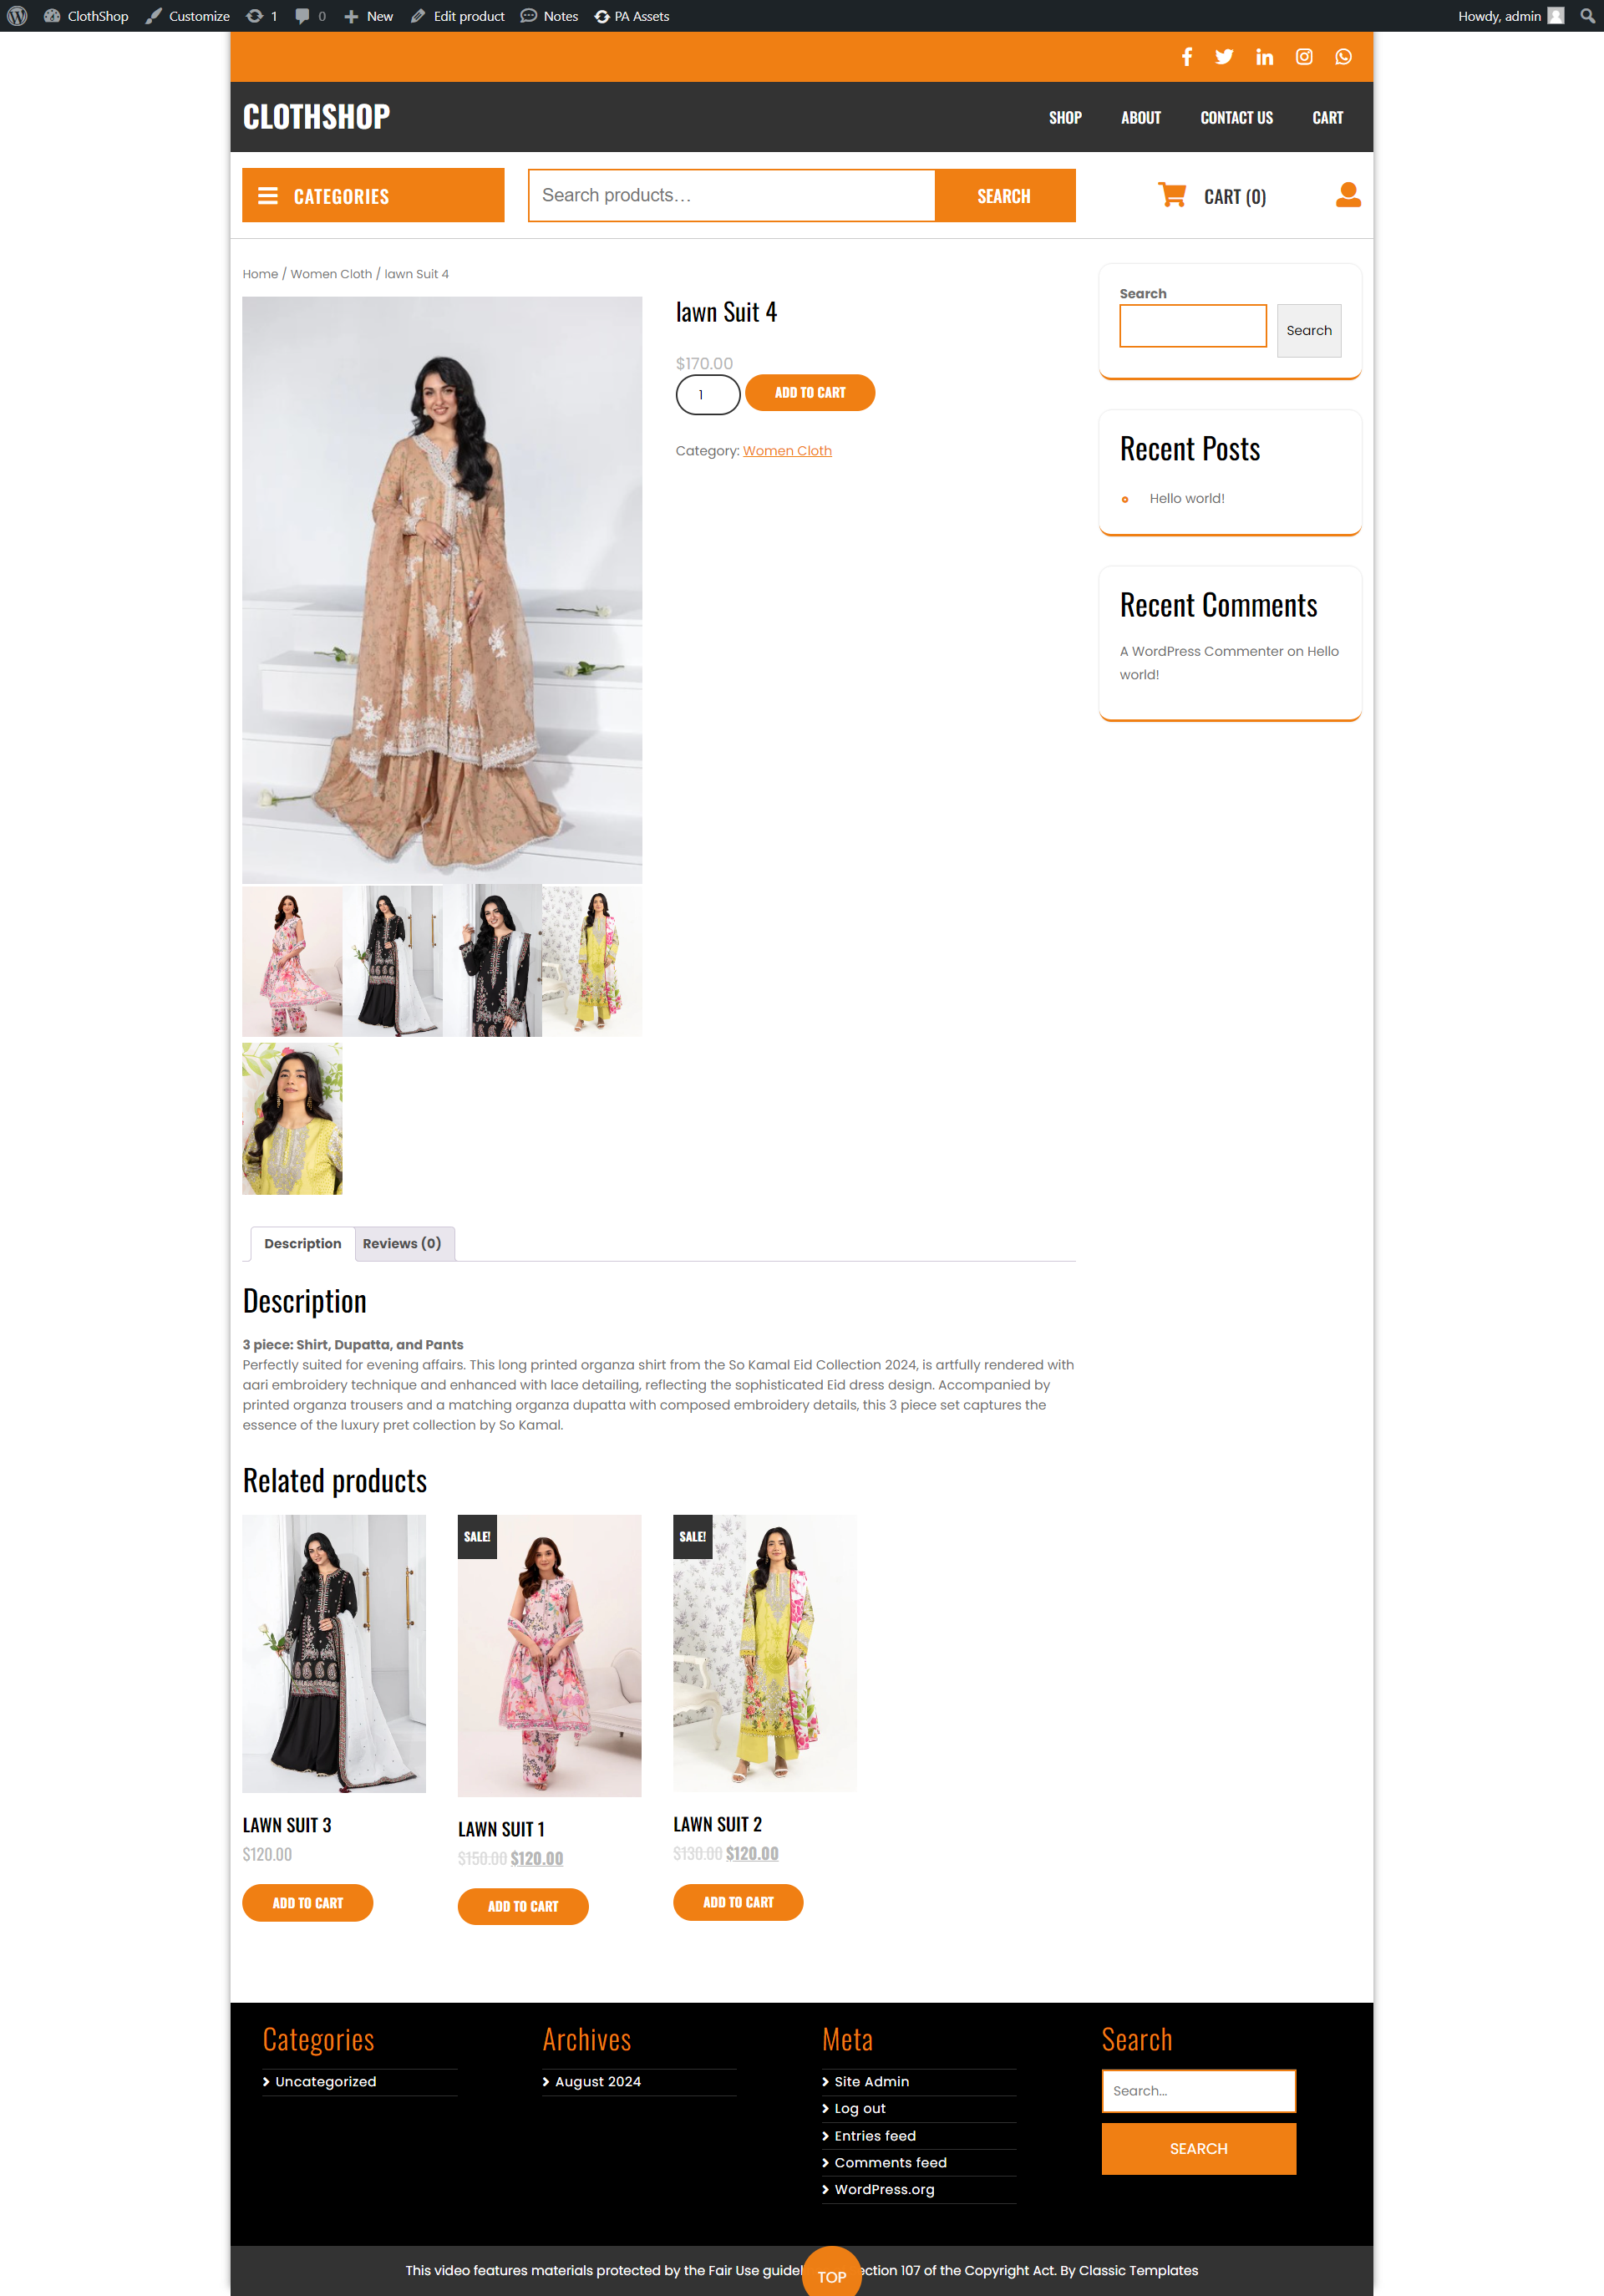 ClothShop Customize 1 0 New Edit product Notes PA Assets Howdy, admin
CLOTHSHOP SHOP ABOUT CONTACT US CART
CATEGORIES Search products... SEARCH CART (0)
Home / Women Cloth / lawn Suit 4
lawn Suit 4
$170.00
1 ADD TO CART
Category: Women Cloth
Search
Search
Recent Posts
Hello world!
Recent Comments
A WordPress Commenter on Hello
world!
Description Reviews (0)
Description
3 piece: Shirt, Dupatta, and Pants
Perfectly suited for evening affairs. This long printed organza shirt from the So Kamal Eid Collection 2024, is artfully rendered with
aari embroidery technique and enhanced with lace detailing, reflecting the sophisticated Eid dress design. Accompanied by
printed organza trousers and a matching organza dupatta with composed embroidery details, this 3 piece set captures the
essence of the luxury pret collection by So Kamal.
Related products
LAWN SUIT 3
$120.00
ADD TO CART
SALE!
LAWN SUIT 1
$150.00 $120.00
ADD TO CART
SALE!
LAWN SUIT 2
$130.00 $120.00
ADD TO CART
Categories
Uncategorized
Archives
August 2024
Meta
Site Admin
Log out
Entries feed
Comments feed
WordPress.org
Search
Search...
SEARCH
This video features materials protected by the Fair Use 107 of the Copyright Act. By Classic Templates
TOP